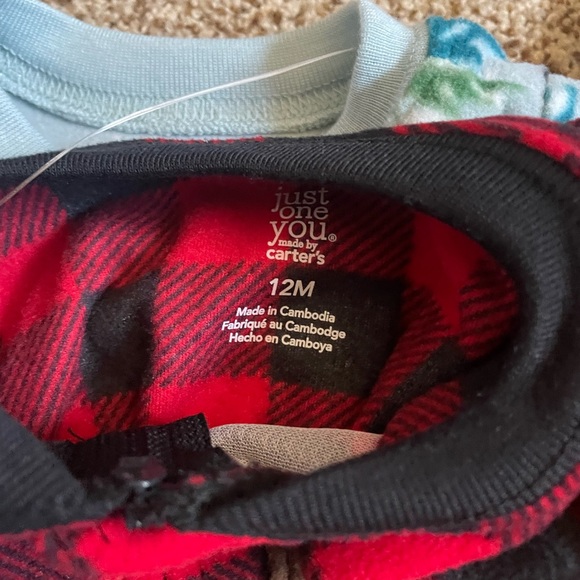 just
one
you®
made by
carter's
12M
Made in Cambodia
Fabriqué au Cambodge
Hecho en Camboya